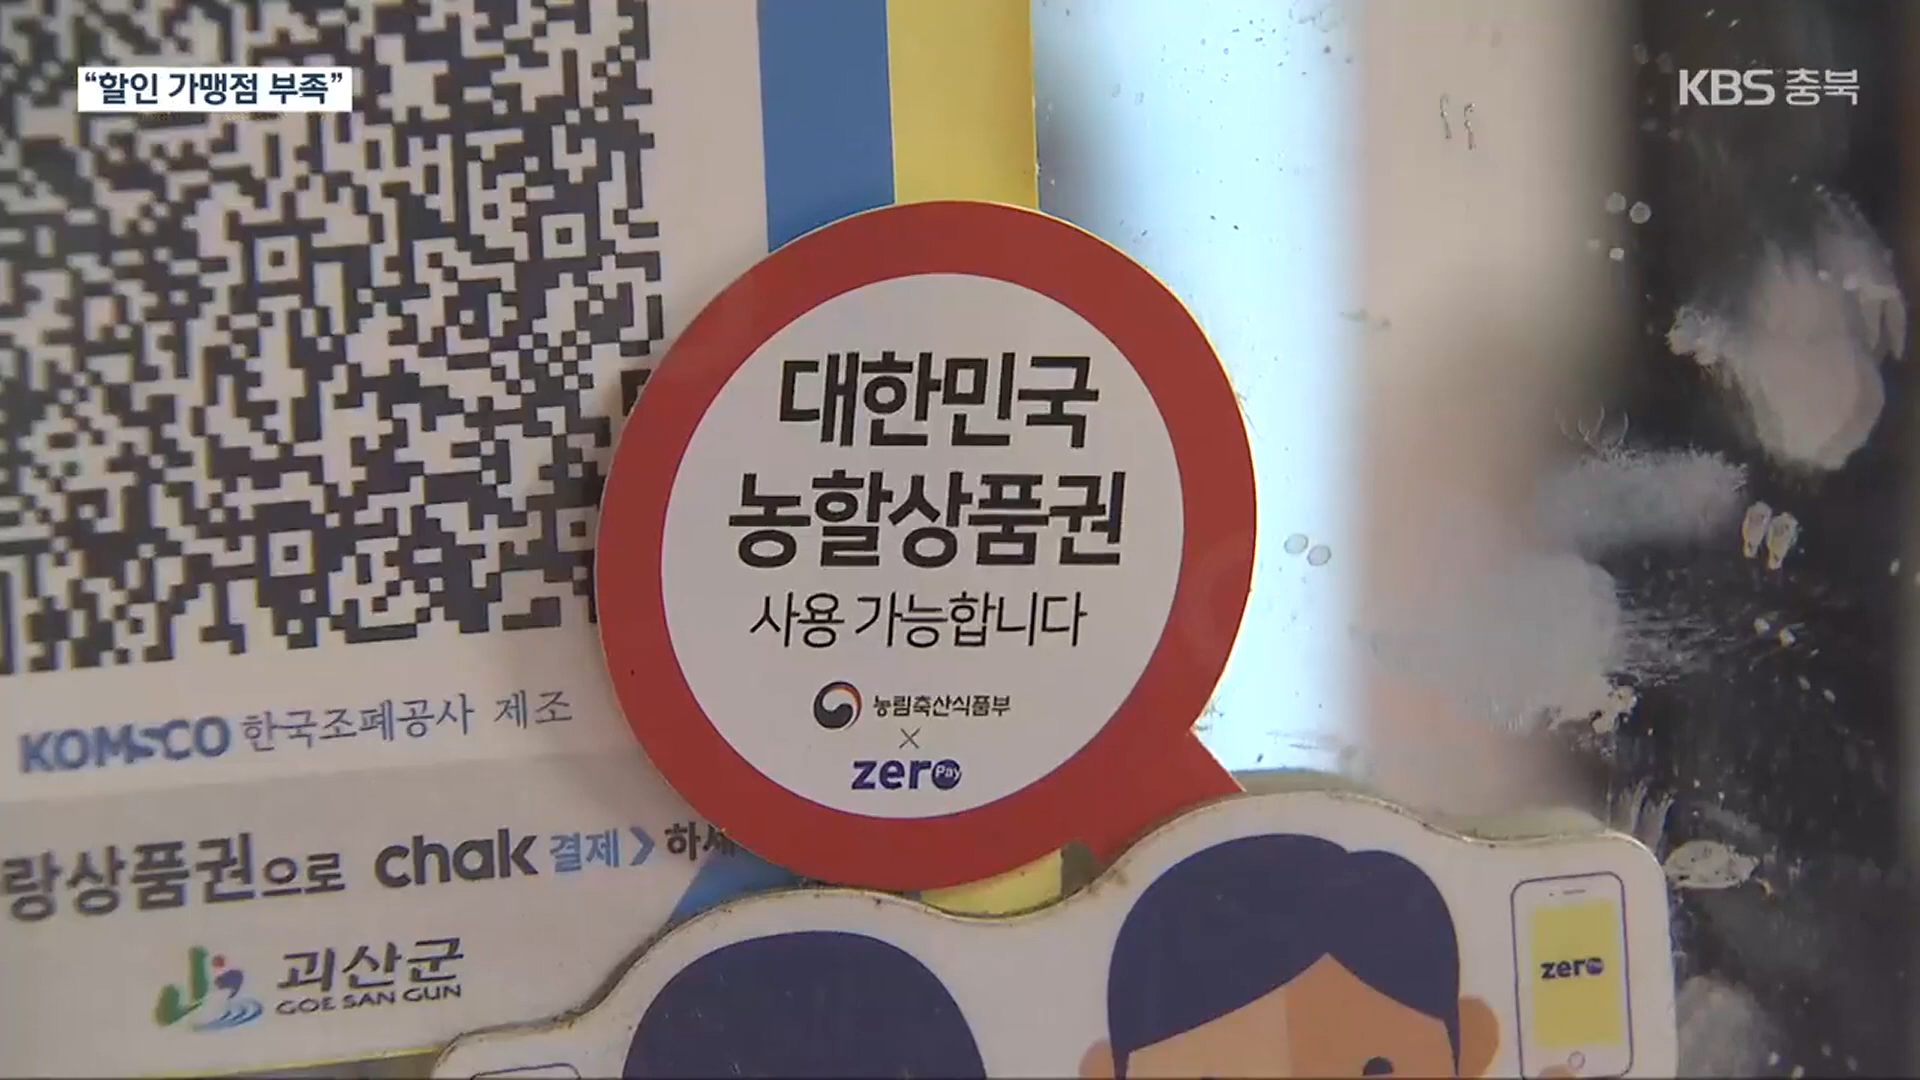 “할인 가맹점 부족”
KBS 충북
대한민국
농할상품권
사용 가능합니다
농림축산식품부
×
zero Pay
KOMSCO 한국조폐공사 제조
랑상품권으로 chak 결제 하세
괴산군
GOE SAN GUN
zero